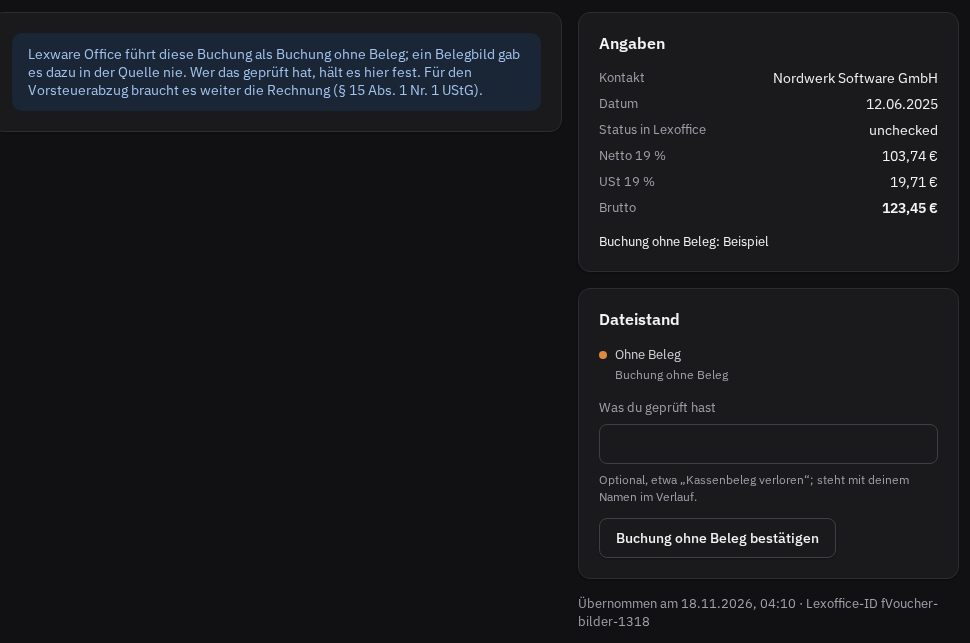 Lexware Office führt diese Buchung als Buchung ohne Beleg; ein Belegbild gab
es dazu in der Quelle nie. Wer das geprüft hat, hält es hier fest. Für den
Vorsteuerabzug braucht es weiter die Rechnung (§ 15 Abs. 1 Nr. 1 UStG).
Angaben
Kontakt Nordwerk Software GmbH
Datum 12.06.2025
Status in Lexoffice unchecked
Netto 19 % 103,74 €
USt 19 % 19,71 €
Brutto 123,45 €
Buchung ohne Beleg: Beispiel
Dateistand
Ohne Beleg
Buchung ohne Beleg
Was du geprüft hast
Optional, etwa „Kassenbeleg verloren“; steht mit deinem
Namen im Verlauf.
Buchung ohne Beleg bestätigen
Übernommen am 18.11.2026, 04:10 · Lexoffice-ID fVoucher-
bilder-1318